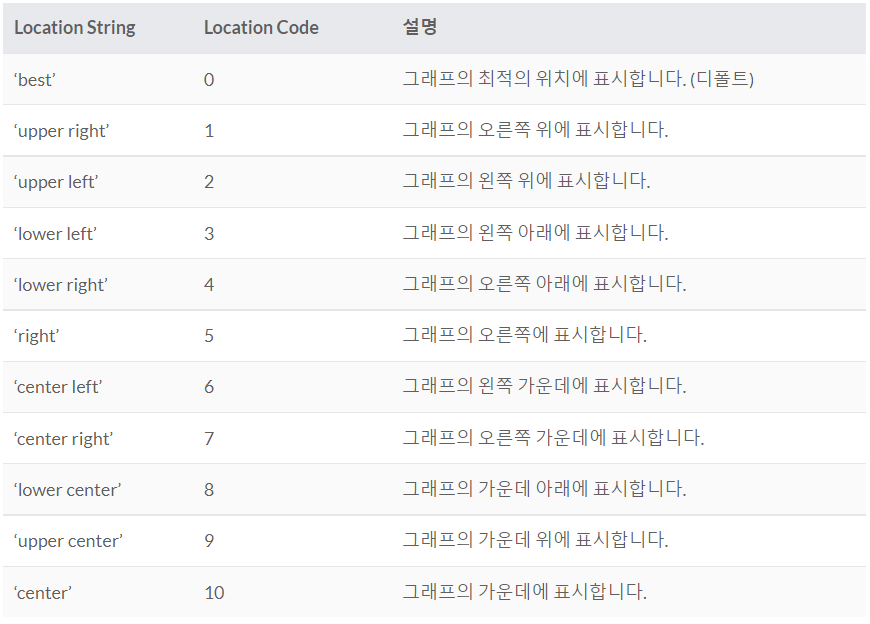 Location String Location Code 설명
‘best’ 0 그래프의 최적의 위치에 표시합니다. (디폴트)
‘upper right’ 1 그래프의 오른쪽 위에 표시합니다.
‘upper left’ 2 그래프의 왼쪽 위에 표시합니다.
‘lower left’ 3 그래프의 왼쪽 아래에 표시합니다.
‘lower right’ 4 그래프의 오른쪽 아래에 표시합니다.
‘right’ 5 그래프의 오른쪽에 표시합니다.
‘center left’ 6 그래프의 왼쪽 가운데에 표시합니다.
‘center right’ 7 그래프의 오른쪽 가운데에 표시합니다.
‘lower center’ 8 그래프의 가운데 아래에 표시합니다.
‘upper center’ 9 그래프의 가운데 위에 표시합니다.
‘center’ 10 그래프의 가운데에 표시합니다.